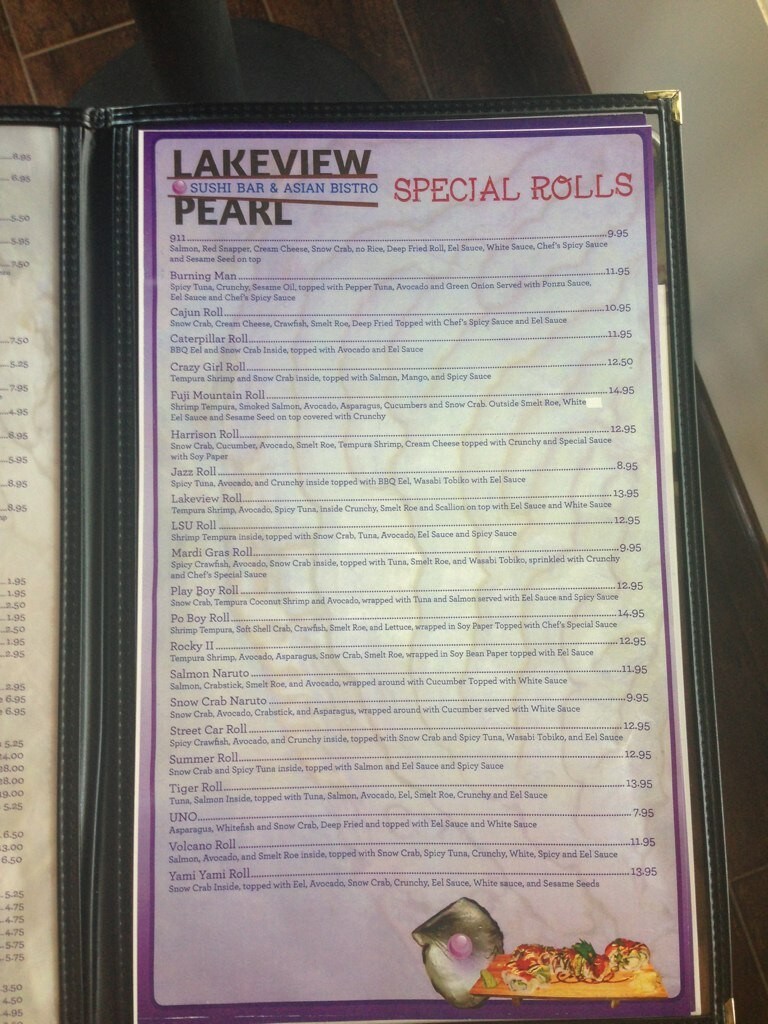 LAKEVIEW
SUSHI BAR & ASIAN BISTRO
PEARL
SPECIAL ROLLS
911 9.95
Salmon, Red Snapper, Cream Cheese, Snow Crab, no Rice, Deep Fried Roll, Eel Sauce, White Sauce, Chef's Spicy Sauce
and Sesame Seed on top
Burning Man 11.95
Spicy Tuna, Crunchy, Sesame Oil, topped with Pepper Tuna, Avocado and Green Onion Served with Ponzu Sauce,
Eel Sauce and Chef's Spicy Sauce
Cajun Roll 10.95
Snow Crab, Cream Cheese, Crawfish, Smelt Roe, Deep Fried Topped with Chef's Spicy Sauce and Eel Sauce
Caterpillar Roll 11.95
BBQ Eel and Snow Crab Inside, topped with Avocado and Eel Sauce
Crazy Girl Roll 12.50
Tempura Shrimp and Snow Crab inside, topped with Salmon, Mango, and Spicy Sauce
Fuji Mountain Roll 14.95
Shrimp Tempura, Smoked Salmon, Avocado, Asparagus, Cucumbers and Snow Crab. Outside Smelt Roe, White
Eel Sauce and Sesame Seed on top covered with Crunchy
Harrison Roll 12.95
Snow Crab, Cucumber, Avocado, Smelt Roe, Tempura Shrimp, Cream Cheese topped with Crunchy and Special Sauce
with Soy Paper
Jazz Roll 8.95
Spicy Tuna, Avocado, and Crunchy inside topped with BBQ Eel, Wasabi Tobiko with Eel Sauce
Lakeview Roll 13.95
Tempura Shrimp, Avocado, Spicy Tuna, inside Crunchy, Smelt Roe and Scallion on top with Eel Sauce and White Sauce
LSU Roll 12.95
Shrimp Tempura inside, topped with Snow Crab, Tuna, Avocado, Eel Sauce and Spicy Sauce
Mardi Gras Roll 9.95
Spicy Crawfish, Avocado, Snow Crab inside, topped with Tuna, Smelt Roe, and Wasabi Tobiko, sprinkled with Crunchy
and Chef's Special Sauce
Play Boy Roll 12.95
Snow Crab, Tempura Coconut Shrimp and Avocado, wrapped with Tuna and Salmon served with Eel Sauce and Spicy Sauce
Po Boy Roll 14.95
Shrimp Tempura, Soft Shell Crab, Crawfish, Smelt Roe, and Lettuce, wrapped in Soy Paper Topped with Chef's Special Sauce
Rocky II 12.95
Tempura Shrimp, Avocado, Asparagus, Snow Crab, Smelt Roe, wrapped in Soy Bean Paper topped with Eel Sauce
Salmon Naruto 11.95
Salmon, Crabstick, Smelt Roe, and Avocado, wrapped around with Cucumber Topped with White Sauce
Snow Crab Naruto 9.95
Snow Crab, Avocado, Crabstick, and Asparagus, wrapped around with Cucumber served with White Sauce
Street Car Roll 12.95
Spicy Crawfish, Avocado, and Crunchy inside, topped with Snow Crab and Spicy Tuna, Wasabi Tobiko, and Eel Sauce
Summer Roll 12.95
Snow Crab and Spicy Tuna inside, topped with Salmon and Eel Sauce and Spicy Sauce
Tiger Roll 13.95
Tuna, Salmon Inside, topped with Tuna, Salmon, Avocado, Eel, Smelt Roe, Crunchy and Eel Sauce
UNO 7.95
Asparagus, Whitefish and Snow Crab, Deep Fried and topped with Eel Sauce and White Sauce
Volcano Roll 11.95
Salmon, Avocado, and Smelt Roe inside, topped with Snow Crab, Spicy Tuna, Crunchy, White, Spicy and Eel Sauce
Yami Yami Roll 13.95
Snow Crab Inside, topped with Eel, Avocado, Snow Crab, Crunchy, Eel Sauce, White sauce, and Sesame Seeds